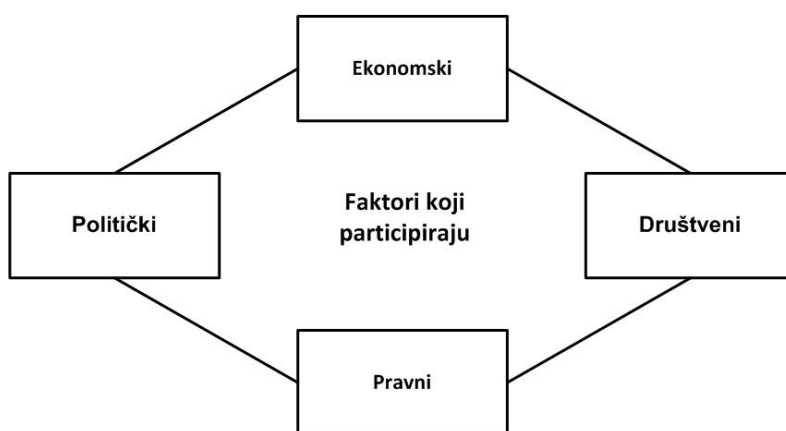 Ekonomski
Politički
Faktori koji
participiraju
Društveni
Pravni